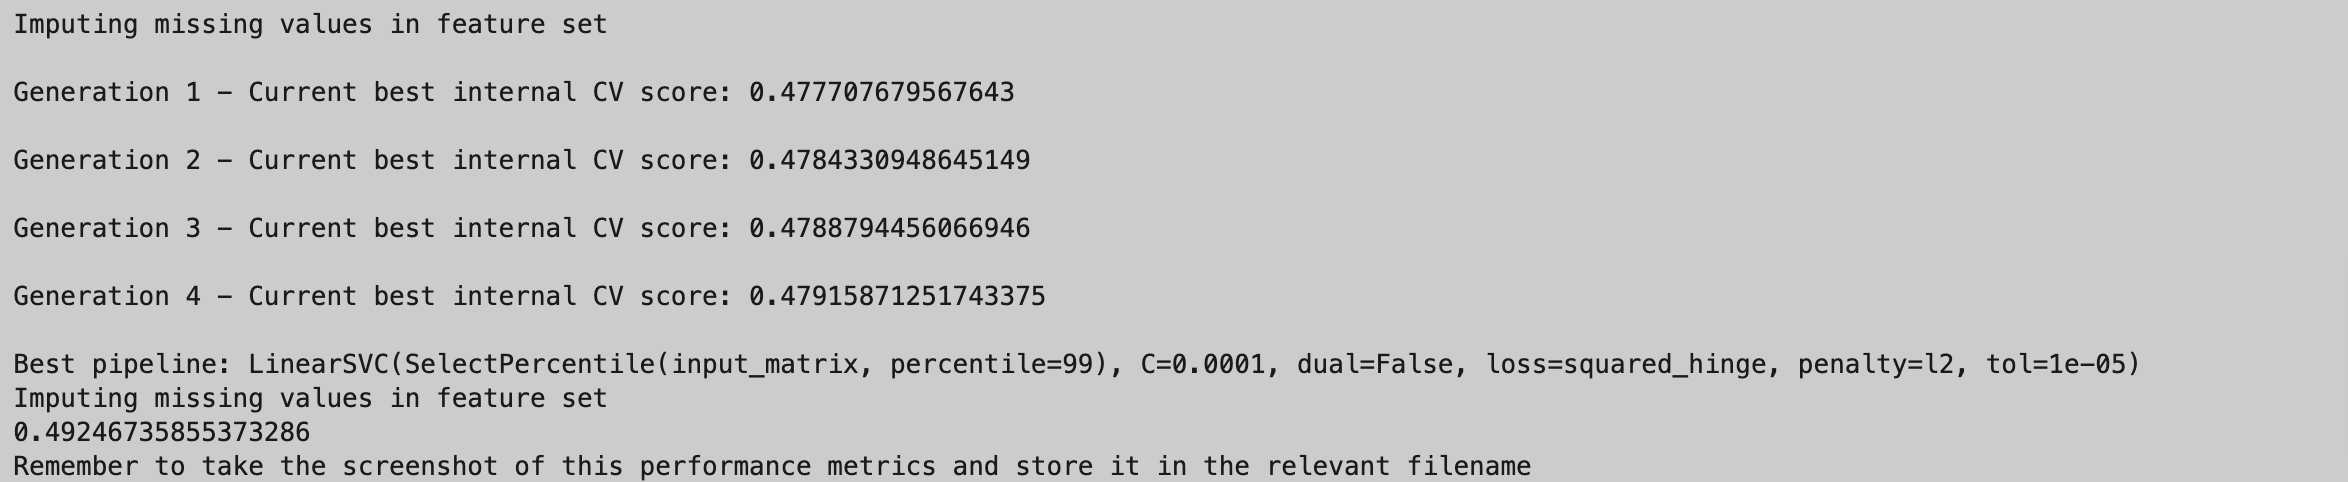 Imputing missing values in feature set
Generation 1 – Current best internal CV score: 0.477707679567643
Generation 2 – Current best internal CV score: 0.4784330948645149
Generation 3 – Current best internal CV score: 0.4788794456066946
Generation 4 – Current best internal CV score: 0.47915871251743375
Best pipeline: LinearSVC(SelectPercentile(input_matrix, percentile=99), C=0.0001, dual=False, loss=squared_hinge, penalty=l2, tol=1e-05)
Imputing missing values in feature set
0.49246735855373286
Remember to take the screenshot of this performance metrics and store it in the relevant filename